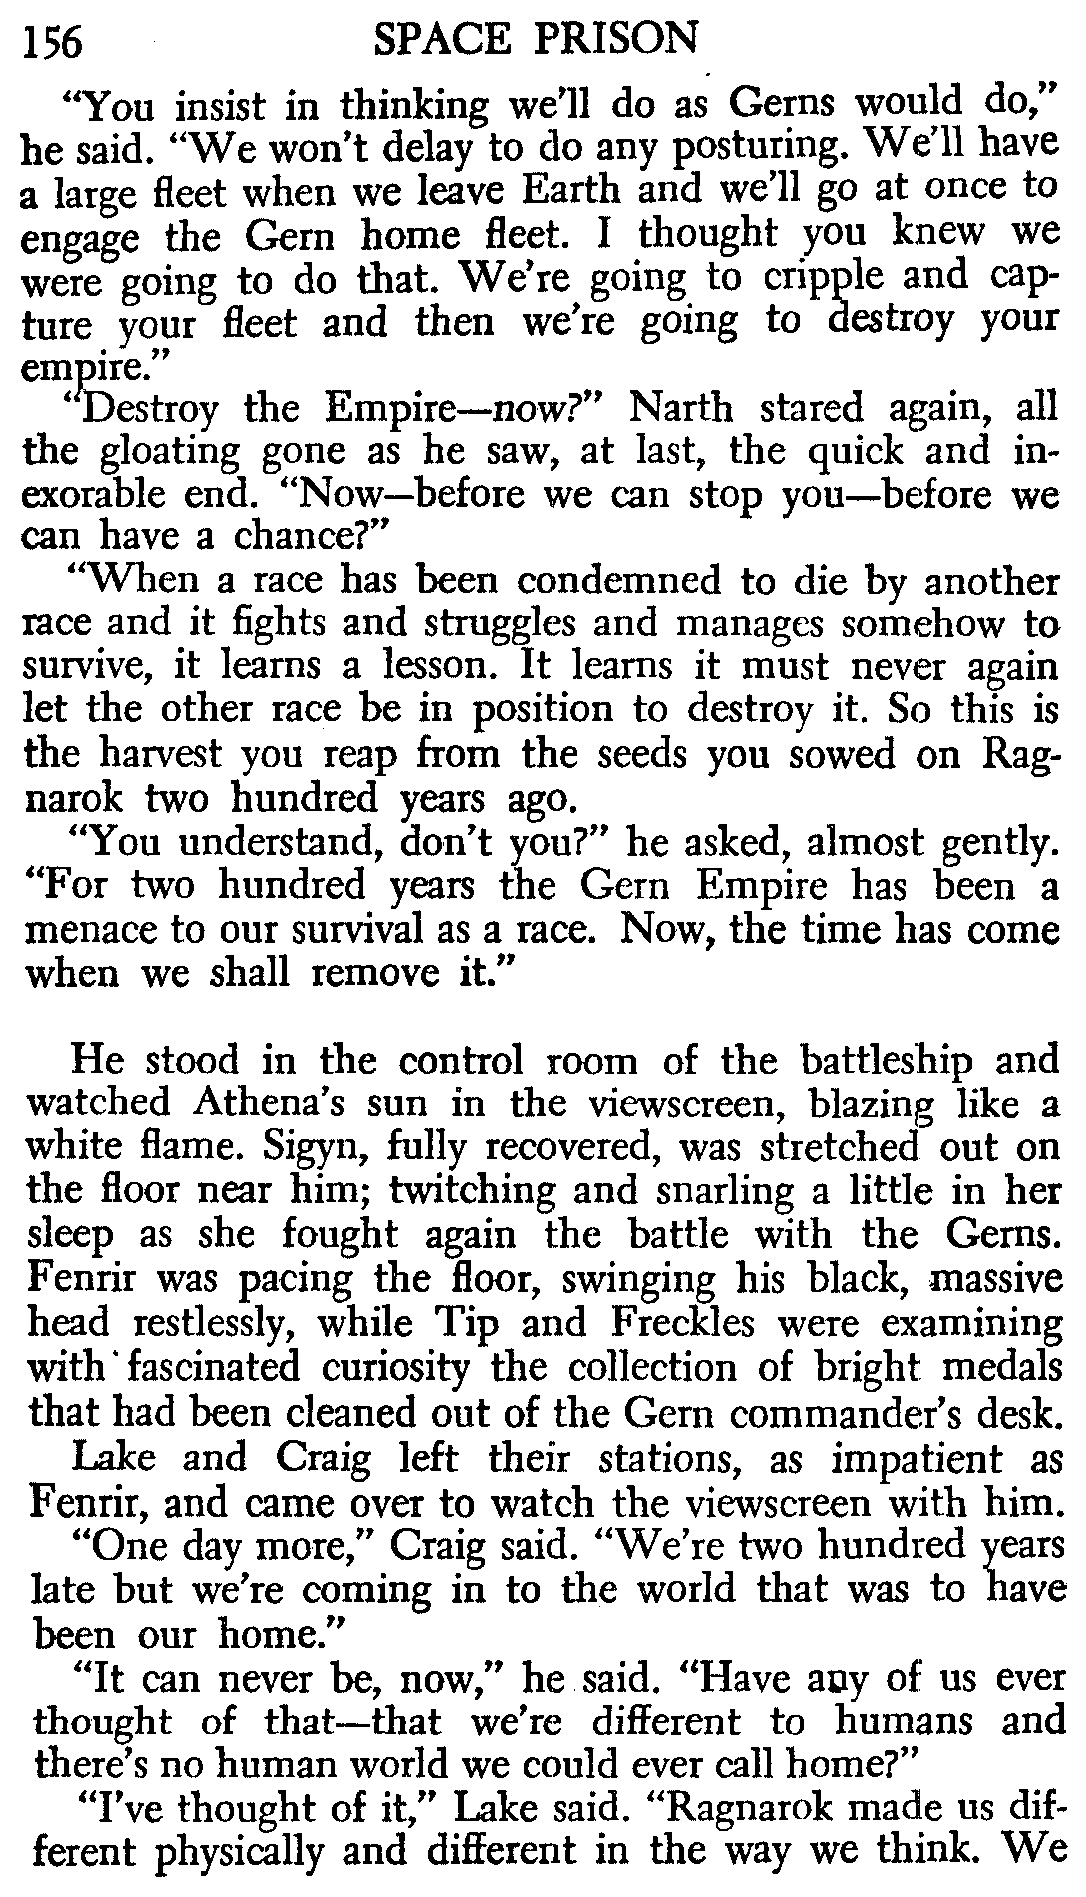 156 SPACE PRISON
“You insist in thinking we’ll do as Gerns would do,”
he said. “We won’t delay to do any posturing. We’ll have
a large fleet when we leave Earth and we’ll go at once to
engage the Gern home fleet. I thought you knew we
were going to do that. We’re going to cripple and cap-
ture your fleet and then we’re going to destroy your
empire.”
“Destroy the Empire—now?” Narth stared again, all
the gloating gone as he saw, at last, the quick and in-
exorable end. “Now—before we can stop you—before we
can have a chance?”
“When a race has been condemned to die by another
race and it fights and struggles and manages somehow to
survive, it learns a lesson. It learns it must never again
let the other race be in position to destroy it. So this is
the harvest you reap from the seeds you sowed on Rag-
narok two hundred years ago.
“You understand, don’t you?” he asked, almost gently.
“For two hundred years the Gern Empire has been a
menace to our survival as a race. Now, the time has come
when we shall remove it.”
He stood in the control room of the battleship and
watched Athena’s sun in the viewscreen, blazing like a
white flame. Sigyn, fully recovered, was stretched out on
the floor near him; twitching and snarling a little in her
sleep as she fought again the battle with the Gerns.
Fenrir was pacing the floor, swinging his black, massive
head restlessly, while Tip and Freckles were examining
with fascinated curiosity the collection of bright medals
that had been cleaned out of the Gern commander’s desk.
Lake and Craig left their stations, as impatient as
Fenrir, and came over to watch the viewscreen with him.
“One day more,” Craig said. “We’re two hundred years
late but we’re coming in to the world that was to have
been our home.”
“It can never be, now,” he said. “Have any of us ever
thought of that—that we’re different to humans and
there’s no human world we could ever call home?”
“I’ve thought of it,” Lake said. “Ragnarok made us dif-
ferent physically and different in the way we think. We